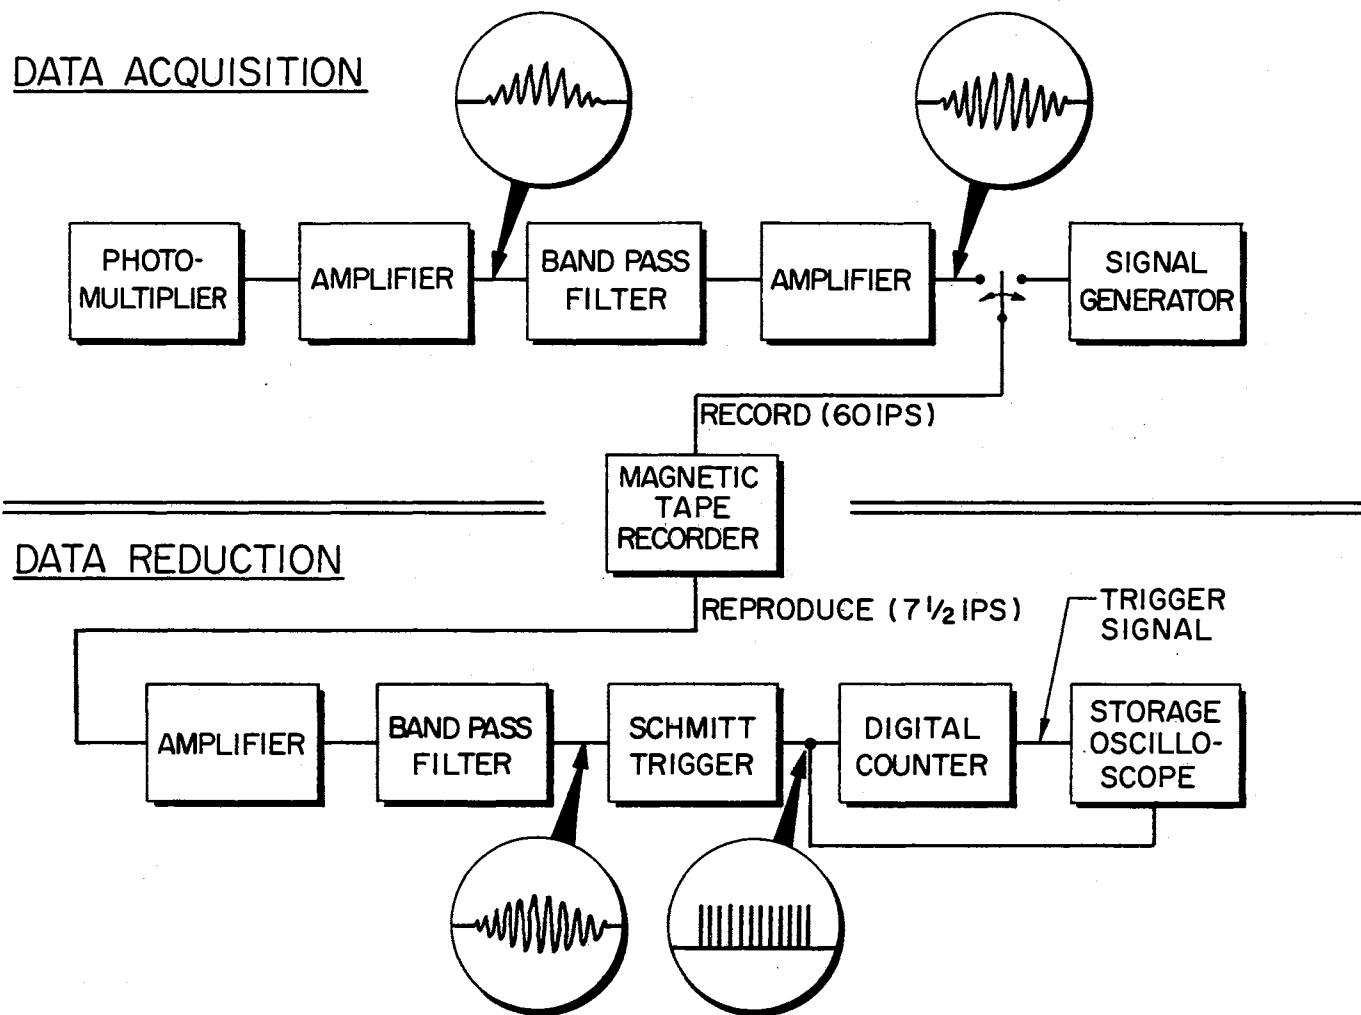 DATA ACQUISITION
PHOTO-
MULTIPLIER
AMPLIFIER
BAND PASS
FILTER
AMPLIFIER
SIGNAL
GENERATOR
RECORD (60 IPS)
MAGNETIC
TAPE
RECORDER
DATA REDUCTION
REPRODUCE (7 1/2 IPS)
TRIGGER
SIGNAL
AMPLIFIER
BAND PASS
FILTER
SCHMITT
TRIGGER
DIGITAL
COUNTER
STORAGE
OSCILLO-
SCOPE